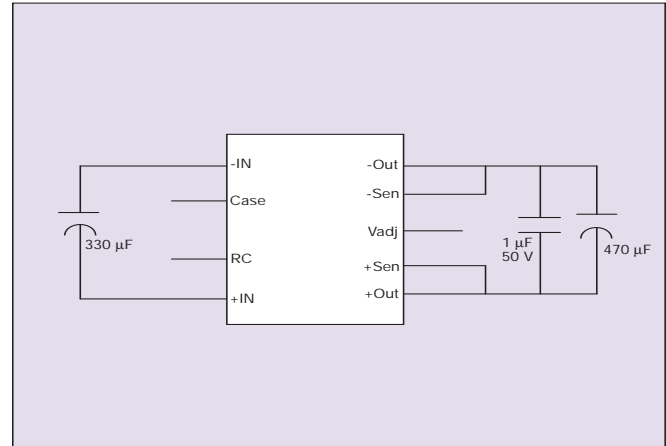 -IN
Case
RC
+IN
-Out
-Sen
Vadj
+Sen
+Out
330 µF
1 µF
50 V
470 µF